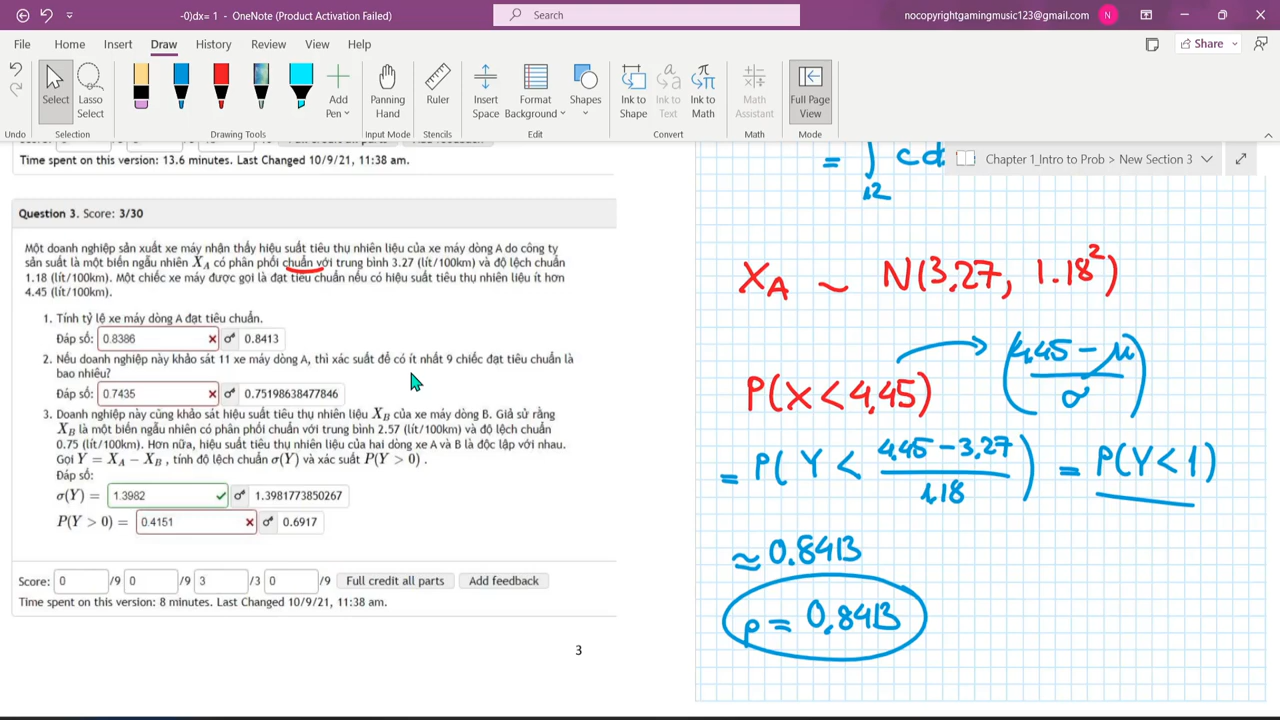 -0)dx= 1 - OneNote (Product Activation Failed)
Search
nocopyrightgamingmusic123@gmail.com
N
File Home Insert Draw History Review View Help
Share
Select
Lasso Select
Add Pen
Panning Hand
Ruler
Insert Space
Format Background
Shapes
Ink to Shape
Ink to Text
Ink to Math
Math Assistant
Full Page View
Undo Selection Drawing Tools Input Mode Stencils Edit Convert Math Mode
Time spent on this version: 13.6 minutes. Last Changed 10/9/21, 11:38 am.
Question 3. Score: 3/30
Một doanh nghiệp sản xuất xe máy nhận thấy hiệu suất tiêu thụ nhiên liệu của xe máy dòng A do công ty
sản suất là một biến ngẫu nhiên X_A có phân phối chuẩn với trung bình 3.27 (lít/100km) và độ lệch chuẩn
1.18 (lít/100km). Một chiếc xe máy được gọi là đạt tiêu chuẩn nếu có hiệu suất tiêu thụ nhiên liệu ít hơn
4.45 (lít/100km).
1. Tính tỷ lệ xe máy dòng A đạt tiêu chuẩn.
Đáp số: 0.8386 0.8413
2. Nếu doanh nghiệp này khảo sát 11 xe máy dòng A, thì xác suất để có ít nhất 9 chiếc đạt tiêu chuẩn là
bao nhiêu?
Đáp số: 0.7435 0.75198638477846
3. Doanh nghiệp này cũng khảo sát hiệu suất tiêu thụ nhiên liệu X_B của xe máy dòng B. Giả sử rằng
X_B là một biến ngẫu nhiên có phân phối chuẩn với trung bình 2.57 (lít/100km) và độ lệch chuẩn
0.75 (lít/100km). Hơn nữa, hiệu suất tiêu thụ nhiên liệu của hai dòng xe A và B là độc lập với nhau.
Gọi Y = X_A − X_B, tính độ lệch chuẩn σ(Y) và xác suất P(Y > 0) .
Đáp số:
σ(Y) = 1.3982 1.3981773850267
P(Y > 0) = 0.4151 0.6917
Score: 0 /9 0 /9 3 /3 0 /9 Full credit all parts Add feedback
Time spent on this version: 8 minutes. Last Changed 10/9/21, 11:38 am.
3
Chapter 1_Intro to Prob > New Section 3
= ∫ c d
12
X_A ~ N(3,27, 1.18²)
P(X < 4,45) (4,45 − μ / σ)
= P(Y < 4,45 − 3,27 / 1,18) = P(Y < 1)
≈ 0.8413
p = 0,8413